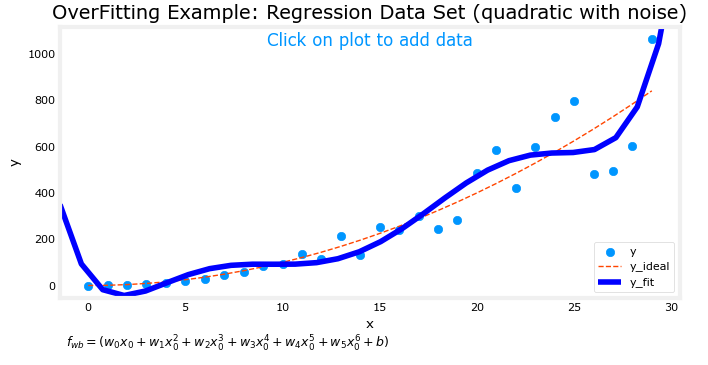 OverFitting Example: Regression Data Set (quadratic with noise)
Click on plot to add data
1000
800
600
400
200
0
y
0 5 10 15 20 25 30
x
y
y_ideal
y_fit
f_{wb} = (w_0x_0 + w_1x_0^2 + w_2x_0^3 + w_3x_0^4 + w_4x_0^5 + w_5x_0^6 + b)